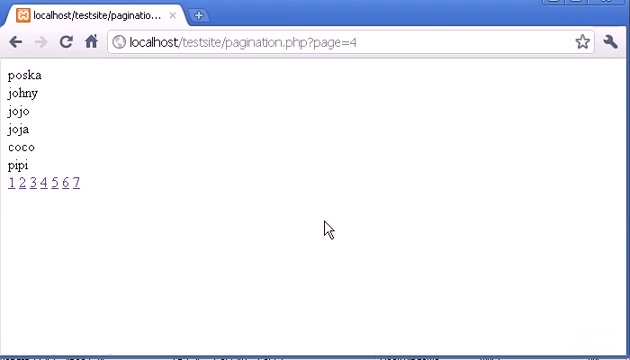 localhost/testsite/paginatio...
localhost/testsite/pagination.php?page=4
poska
johny
jojo
joja
coco
pipi
1 2 3 4 5 6 7